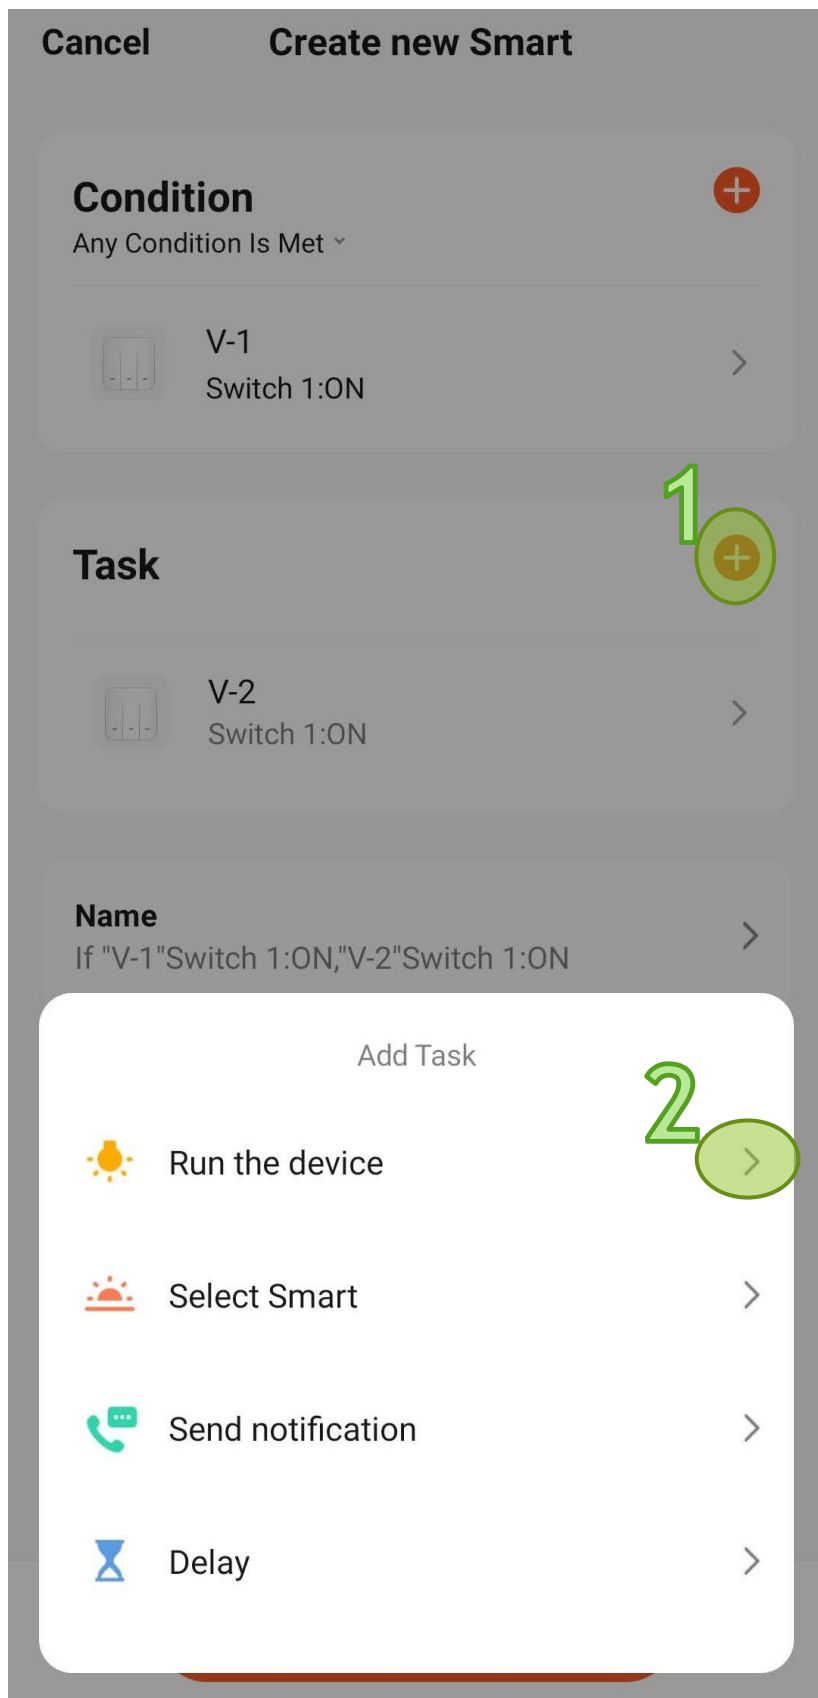 Cancel Create new Smart
Condition
Any Condition Is Met
V-1
Switch 1:ON
1
Task
V-2
Switch 1:ON
Name
If "V-1"Switch 1:ON,"V-2"Switch 1:ON
Add Task
2
Run the device
Select Smart
Send notification
Delay